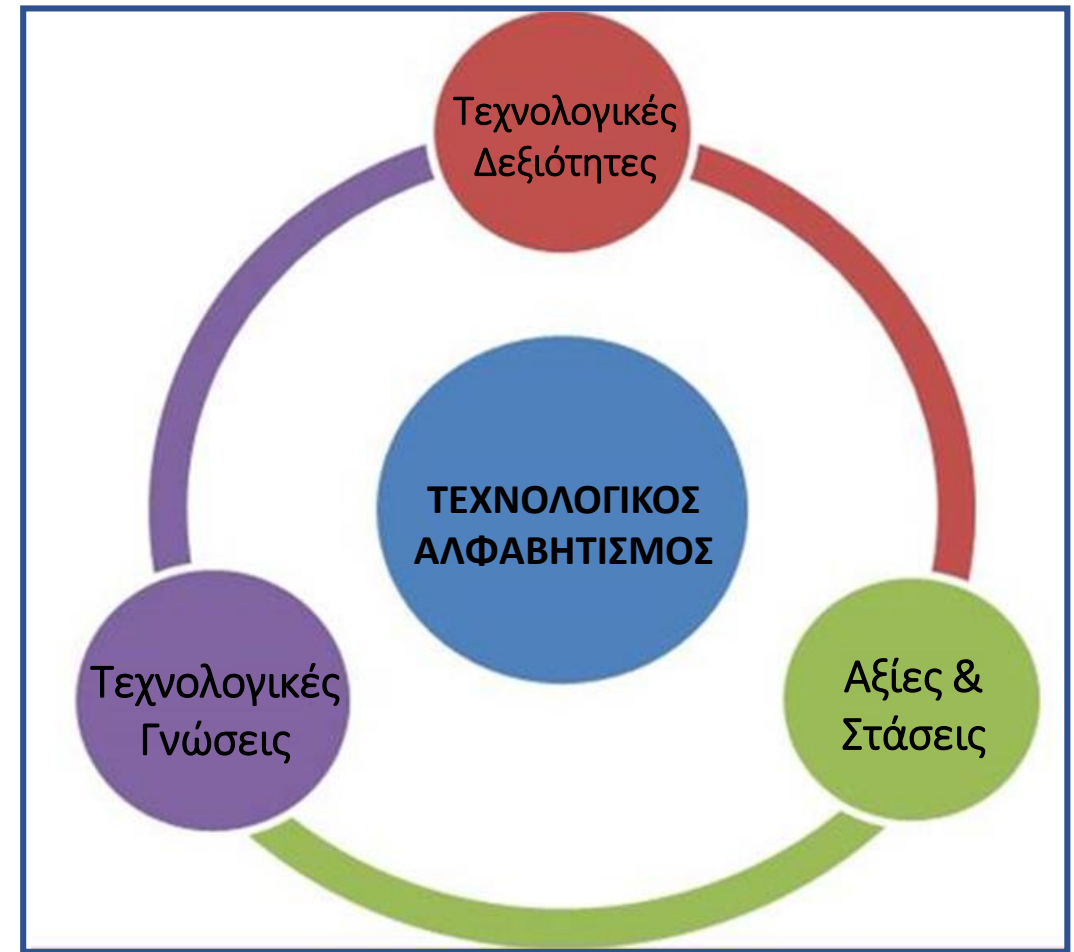 Τεχνολογικές
Δεξιότητες
ΤΕΧΝΟΛΟΓΙΚΟΣ
ΑΛΦΑΒΗΤΙΣΜΟΣ
Τεχνολογικές
Γνώσεις
Αξίες &
Στάσεις